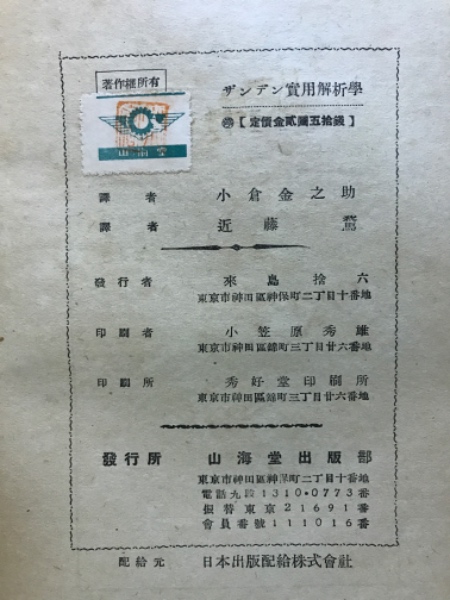 著作權所有
山海堂
ザンデン實用解析學
【定價金貳圓五拾錢】
譯者 小倉金之助
譯者 近藤鷔
發行者 來島捨六
東京市神田區神保町二丁目十番地
印刷者 小笠原秀雄
東京市神田區錦町三丁目廿六番地
印刷所 秀好堂印刷所
東京市神田區錦町三丁目廿六番地
發行所 山海堂出版部
東京市神田區神保町二丁目十番地
電話九段1310・0773番
振替東京21691番
會員番號111016番
配給元 日本出版配給株式會社